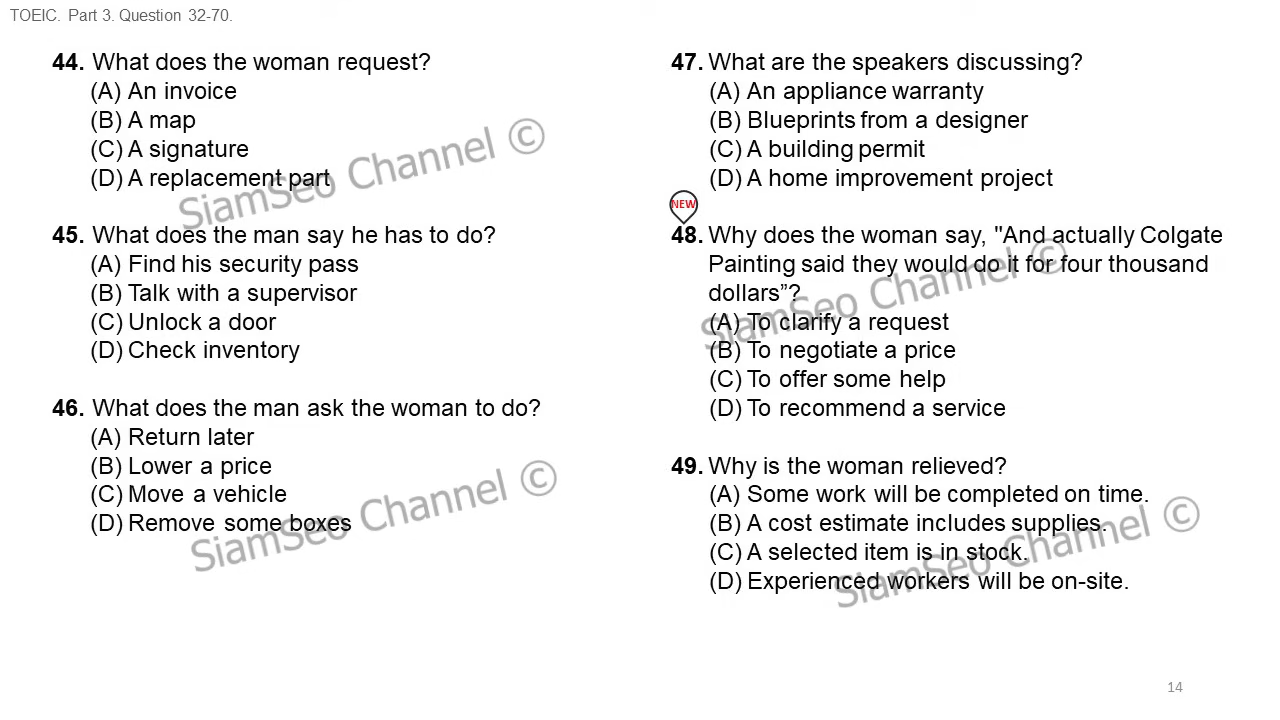 TOEIC. Part 3. Question 32-70.
44. What does the woman request?
(A) An invoice
(B) A map
(C) A signature
(D) A replacement part
45. What does the man say he has to do?
(A) Find his security pass
(B) Talk with a supervisor
(C) Unlock a door
(D) Check inventory
46. What does the man ask the woman to do?
(A) Return later
(B) Lower a price
(C) Move a vehicle
(D) Remove some boxes
47. What are the speakers discussing?
(A) An appliance warranty
(B) Blueprints from a designer
(C) A building permit
(D) A home improvement project
NEW
48. Why does the woman say, "And actually Colgate
Painting said they would do it for four thousand
dollars”?
(A) To clarify a request
(B) To negotiate a price
(C) To offer some help
(D) To recommend a service
49. Why is the woman relieved?
(A) Some work will be completed on time.
(B) A cost estimate includes supplies.
(C) A selected item is in stock.
(D) Experienced workers will be on-site.
SiamSeo Channel ©
SiamSeo Channel ©
SiamSeo Channel ©
SiamSeo Channel ©
14